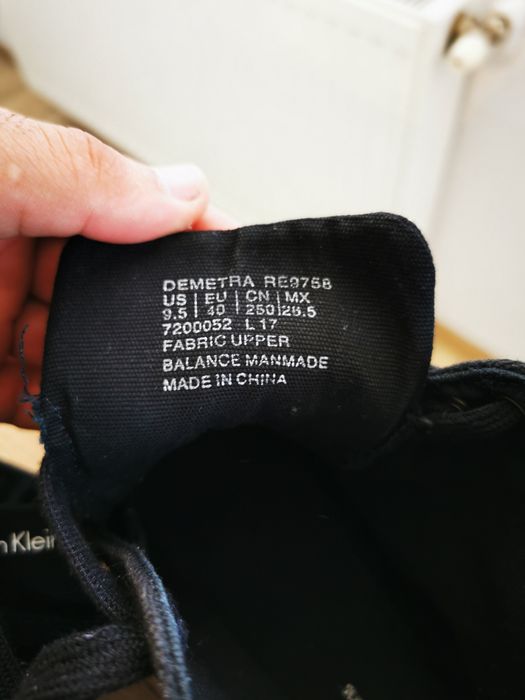 DEMETRA RE9758
US | EU | CN | MX
9.5 | 40 | 250 | 26.5
7200052 L 17
FABRIC UPPER
BALANCE MANMADE
MADE IN CHINA
n Klein